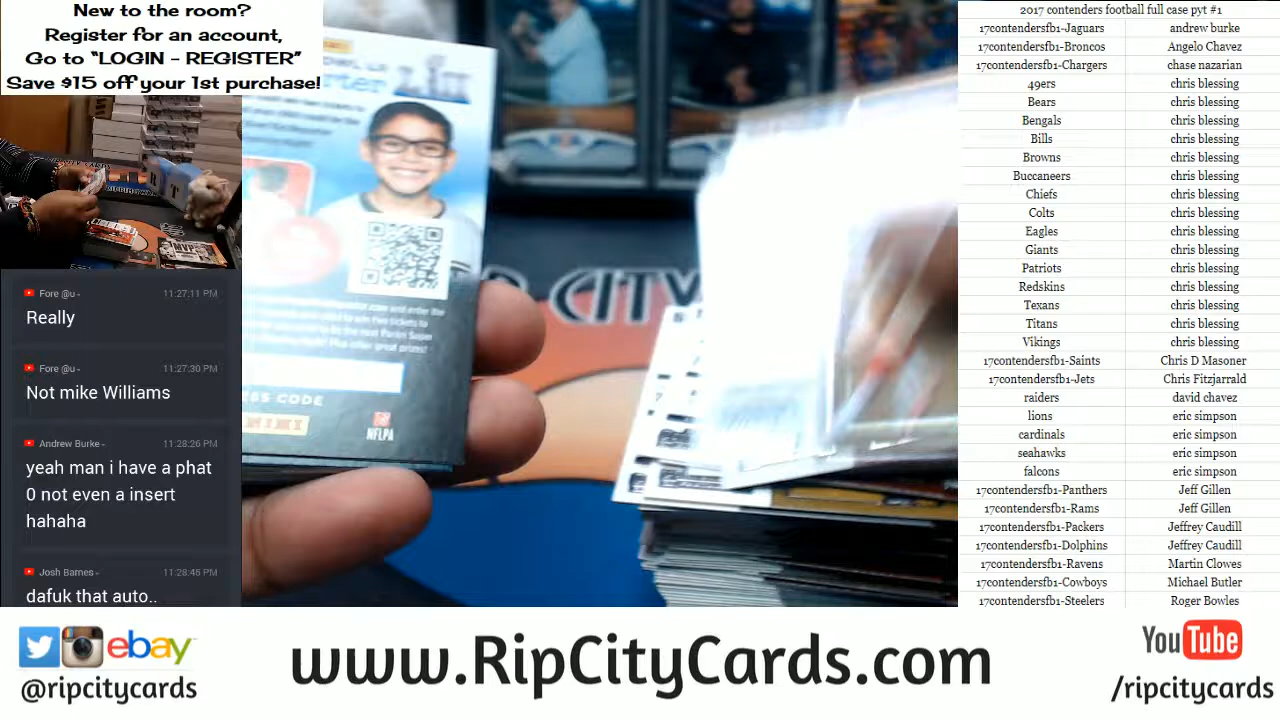 New to the room?
Register for an account,
Go to “LOGIN - REGISTER”
Save $15 off your 1st purchase!
Fore @u -
11:27:11 PM
Really
Fore @u -
11:27:30 PM
Not mike Williams
Andrew Burke -
11:28:26 PM
yeah man i have a phat
0 not even a insert
hahaha
Josh Barnes -
11:28:45 PM
dafuk that auto..
LII
NFLPA
CITY
MVP
2017 contenders football full case pyt #1
17contendersfb1-Jaguars andrew burke
17contendersfb1-Broncos Angelo Chavez
17contendersfb1-Chargers chase nazarian
49ers chris blessing
Bears chris blessing
Bengals chris blessing
Bills chris blessing
Browns chris blessing
Buccaneers chris blessing
Chiefs chris blessing
Colts chris blessing
Eagles chris blessing
Giants chris blessing
Patriots chris blessing
Redskins chris blessing
Texans chris blessing
Titans chris blessing
Vikings chris blessing
17contendersfb1-Saints Chris D Masoner
17contendersfb1-Jets Chris Fitzjarrald
raiders david chavez
lions eric simpson
cardinals eric simpson
seahawks eric simpson
falcons eric simpson
17contendersfb1-Panthers Jeff Gillen
17contendersfb1-Rams Jeff Gillen
17contendersfb1-Packers Jeffrey Caudill
17contendersfb1-Dolphins Jeffrey Caudill
17contendersfb1-Ravens Martin Clowes
17contendersfb1-Cowboys Michael Butler
17contendersfb1-Steelers Roger Bowles
ebay
@ripcitycards
www.RipCityCards.com
YouTube
/ripcitycards